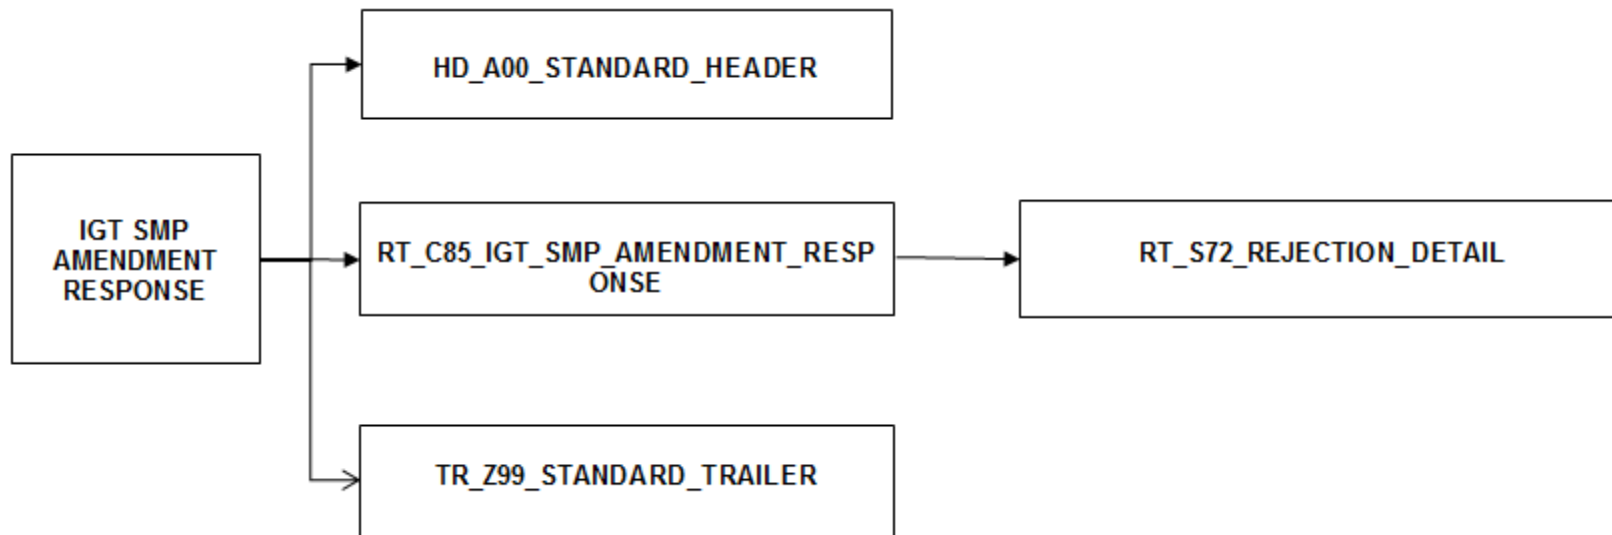 HD_A00_STANDARD_HEADER
IGT SMP
AMENDMENT
RESPONSE
RT_C85_IGT_SMP_AMENDMENT_RESP
ONSE
RT_S72_REJECTION_DETAIL
TR_Z99_STANDARD_TRAILER